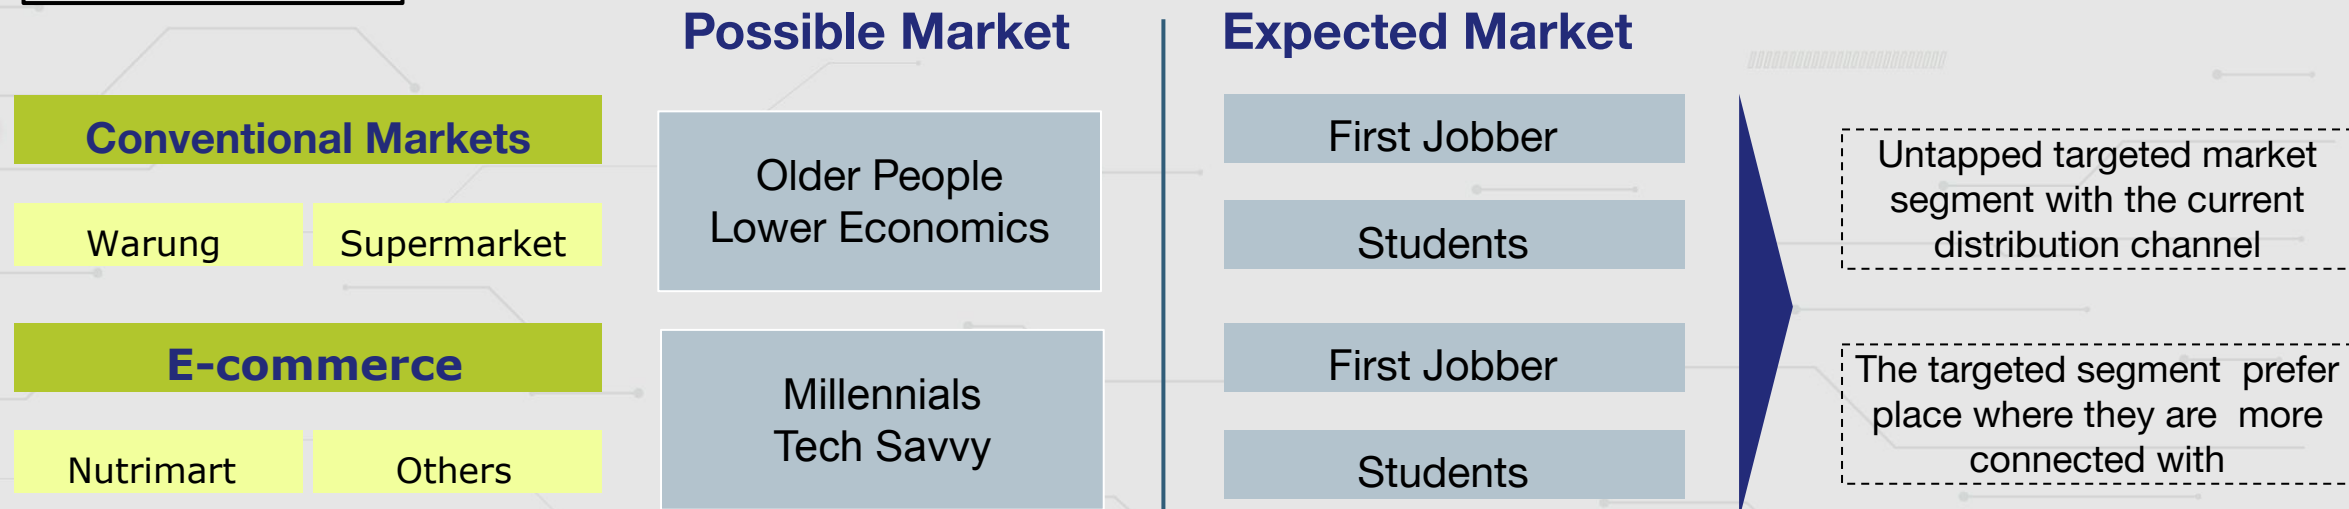 Possible Market
Expected Market
Conventional Markets
Warung
Supermarket
Older People
Lower Economics
First Jobber
Students
Untapped targeted market
segment with the current
distribution channel
E-commerce
Nutrimart
Others
Millennials
Tech Savvy
First Jobber
Students
The targeted segment prefer
place where they are more
connected with